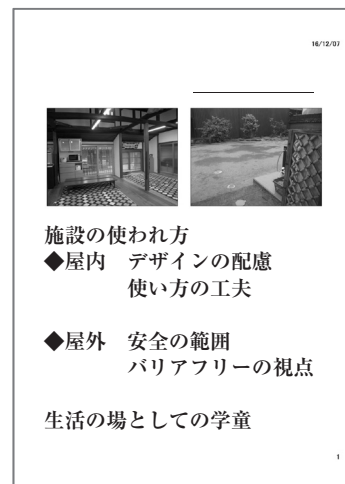 16/12/07
施設の使われ方
◆屋内　デザインの配慮
使い方の工夫
◆屋外　安全の範囲
バリアフリーの視点
生活の場としての学童
1